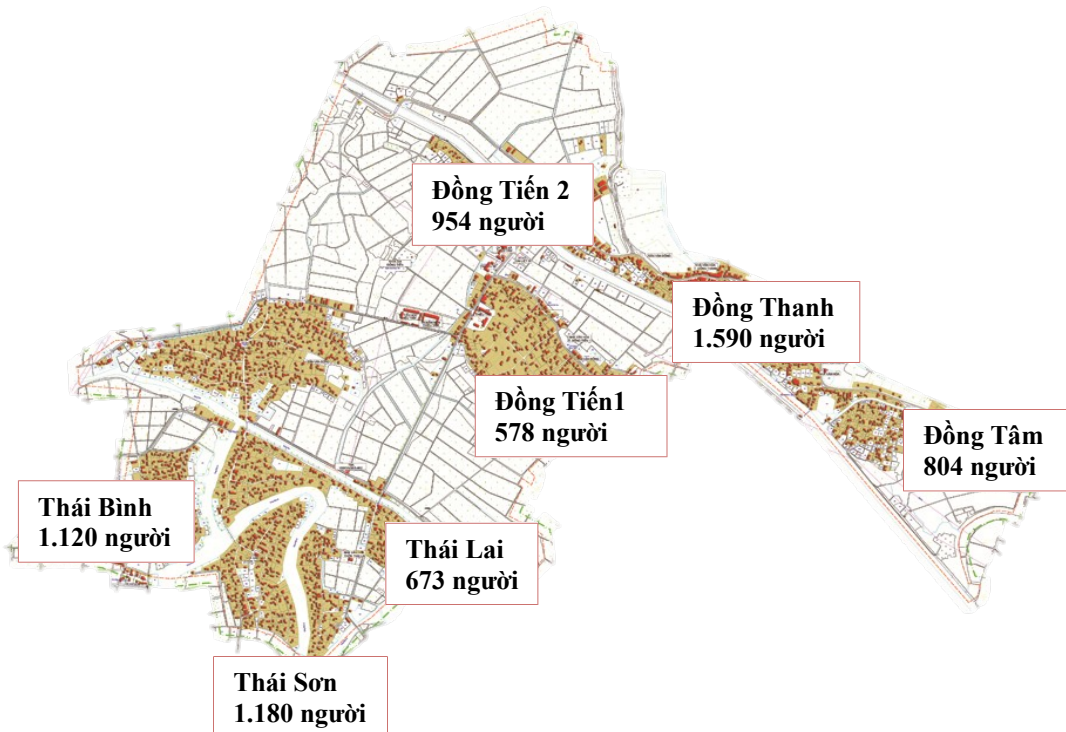 Đồng Tiến 2
954 người
Đồng Thanh
1.590 người
Đồng Tiến1
578 người
Đồng Tâm
804 người
Thái Bình
1.120 người
Thái Lai
673 người
Thái Sơn
1.180 người